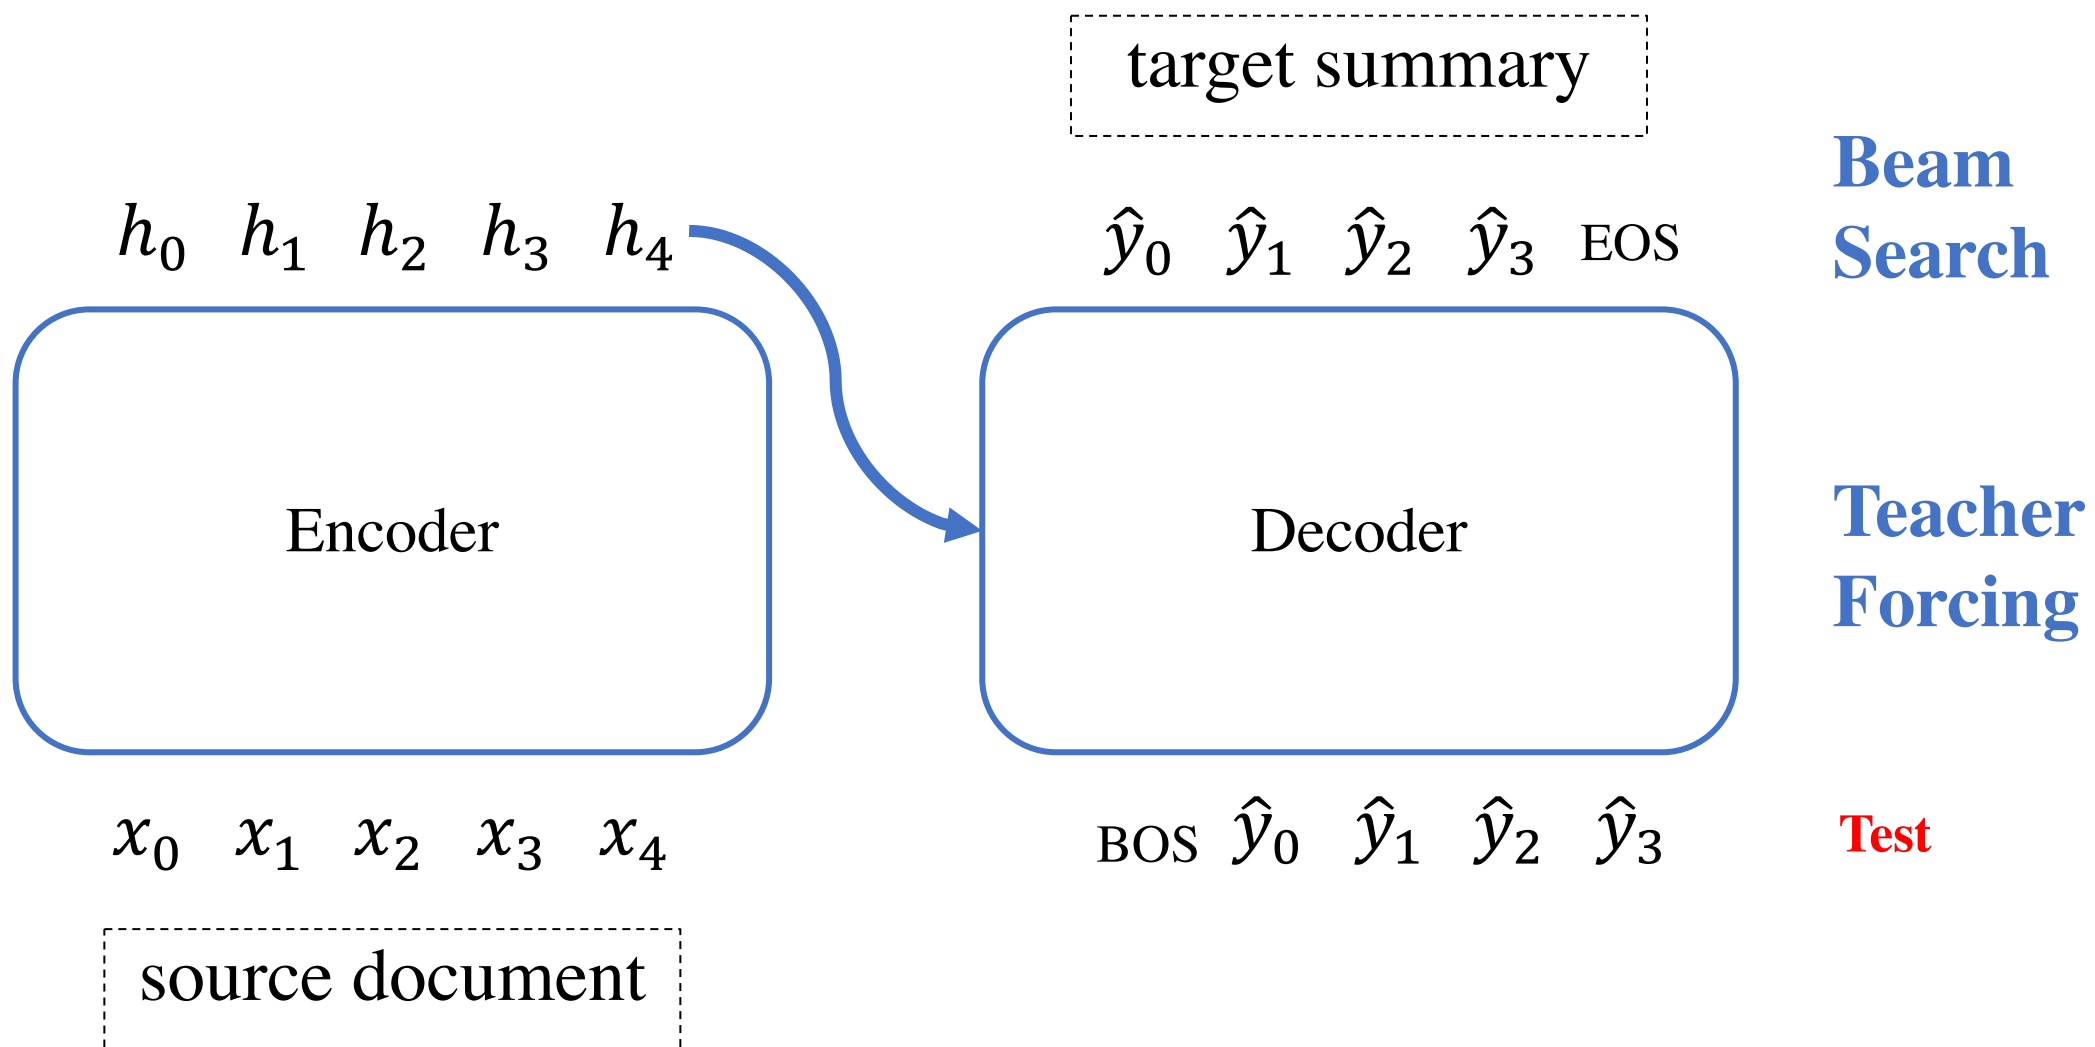 target summary
Beam
Search
h₀ h₁ h₂ h₃ h₄
ŷ₀ ŷ₁ ŷ₂ ŷ₃ EOS
Encoder
Decoder
Teacher
Forcing
x₀ x₁ x₂ x₃ x₄
BOS ŷ₀ ŷ₁ ŷ₂ ŷ₃
Test
source document